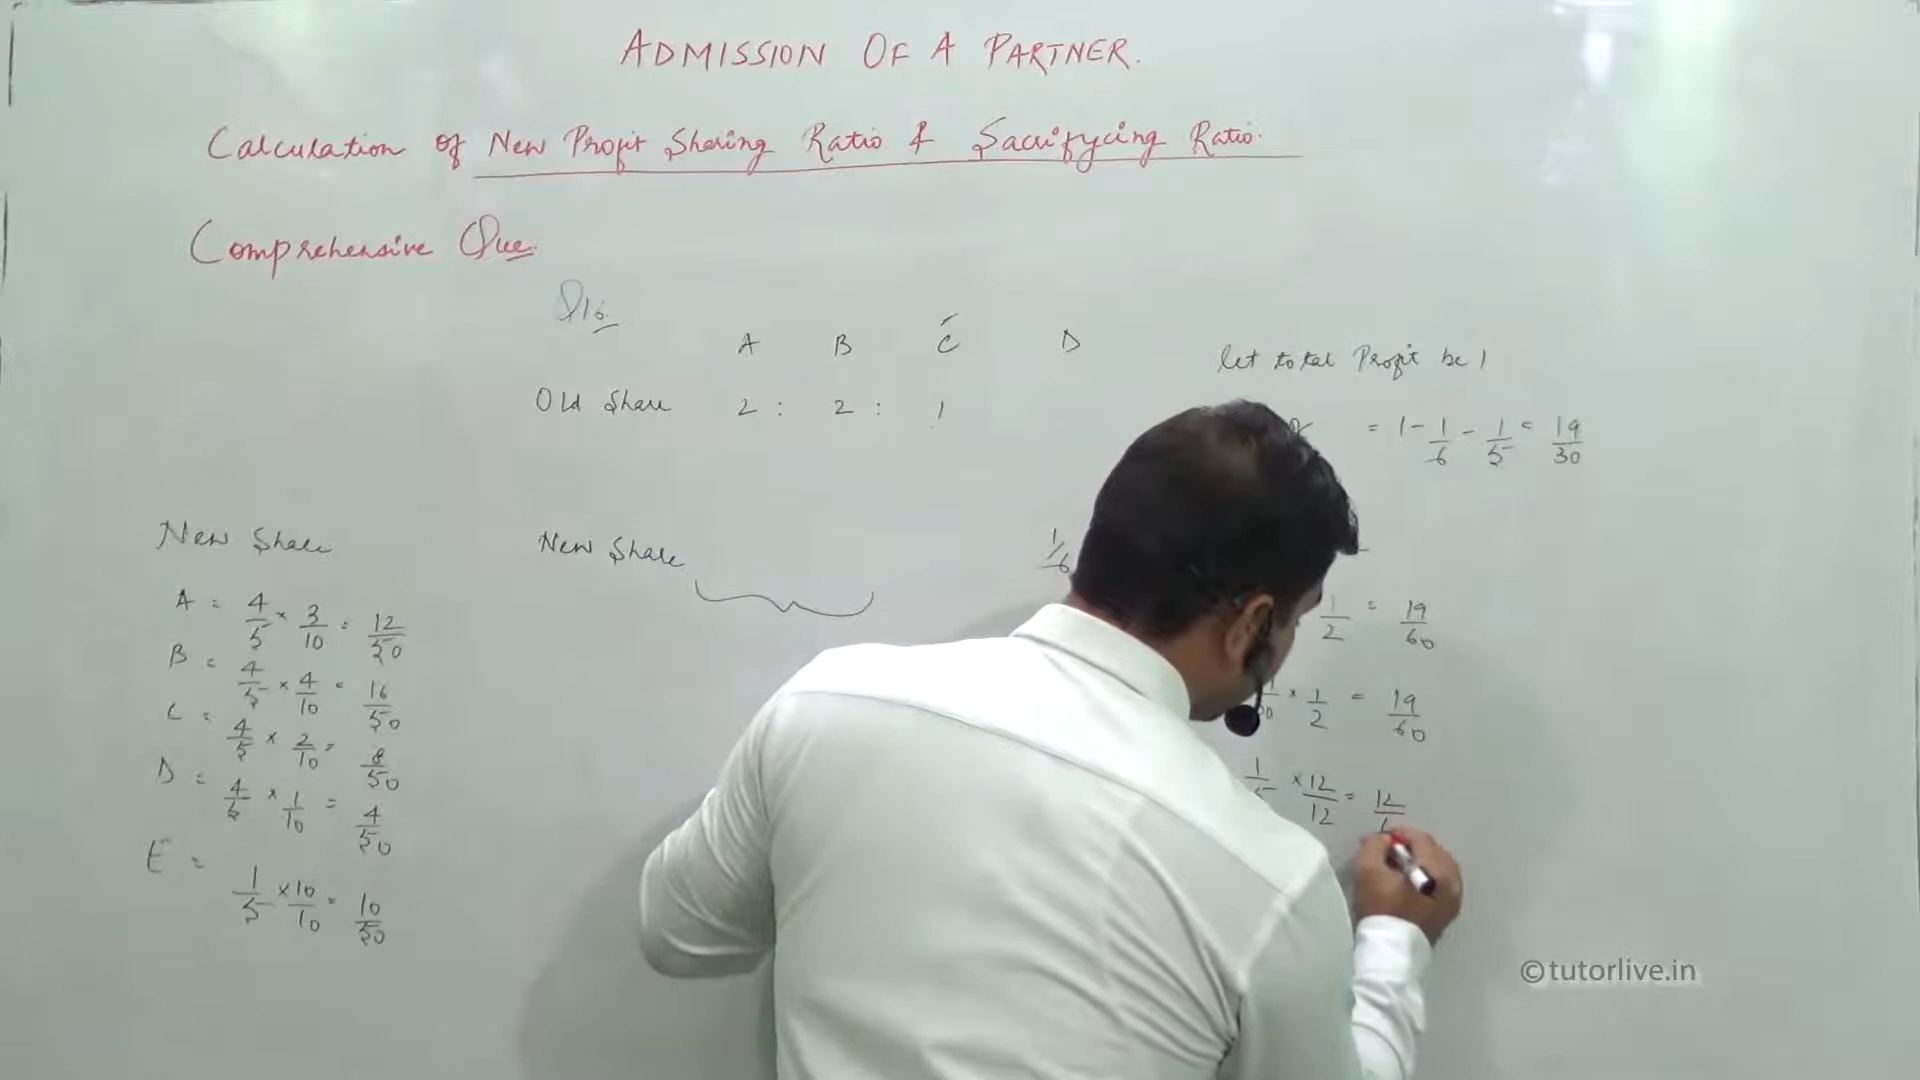 ADMISSION OF A PARTNER.
Calculation of New Profit Sharing Ratio & Sacrifycing Ratio.
Comprehensive Que.
Q16.
A B C D
Old Share 2 : 2 : 1
New Share 1/6
New Share
A = 4/5 × 3/10 = 12/50
B = 4/5 × 4/10 = 16/50
C = 4/5 × 2/10 = 8/50
D = 4/5 × 1/10 = 4/50
E = 1/5 × 10/10 = 10/50
let total Profit be 1
= 1 - 1/6 - 1/5 = 19/30
1/2 = 19/60
× 1/2 = 19/60
1/5 × 12/12 = 12/6
©tutorlive.in